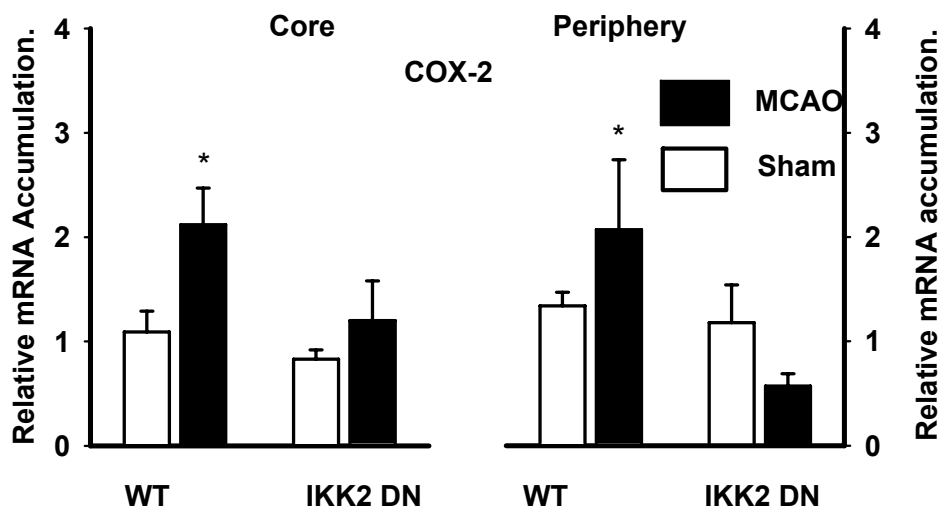 Core
Periphery
COX-2
MCAO
Sham
Relative mRNA Accumulation.
4
3
2
1
0
*
WT
IKK2 DN
*
WT
IKK2 DN
4
3
2
1
0
Relative mRNA accumulation.